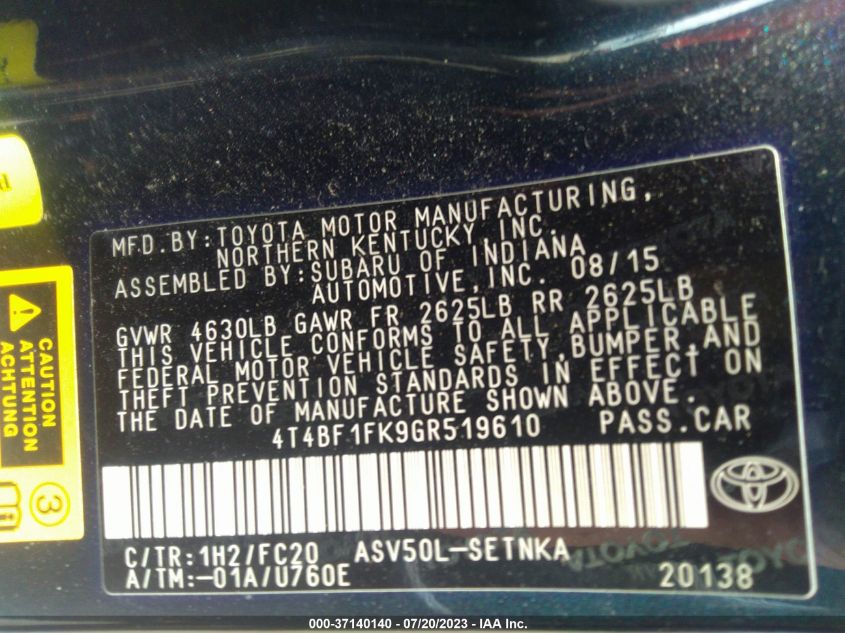 MFD.BY:TOYOTA MOTOR MANUFACTURING,
NORTHERN KENTUCKY, INC.
ASSEMBLED BY:SUBARU OF INDIANA
AUTOMOTIVE,INC. 08/15
GVWR 4630LB GAWR FR 2625LB RR 2625LB
THIS VEHICLE CONFORMS TO ALL APPLICABLE
FEDERAL MOTOR VEHICLE SAFETY,BUMPER,AND
THEFT PREVENTION STANDARDS IN EFFECT ON
THE DATE OF MANUFACTURE SHOWN ABOVE.
4T4BF1FK9GR519610 PASS.CAR
C/TR:1H2/FC20 ASV50L-SETNKA
A/TM:-01A/U760E 20138
CAUTION
ATTENTION
ACHTUNG
3
000-37140140 - 07/20/2023 - IAA Inc.